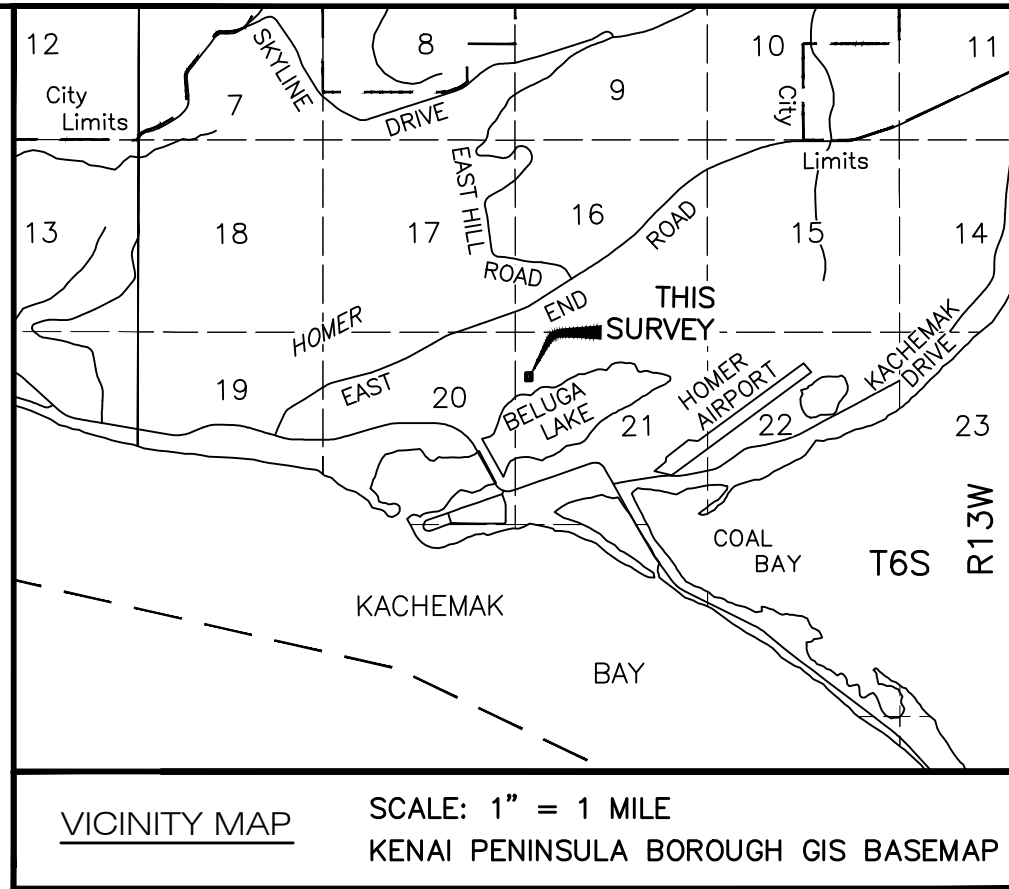 12
8
10
11
SKYLINE
7
9
City
Limits
DRIVE
City
Limits
EAST HILL
ROAD
13
18
17
16
ROAD
15
14
END
THIS
SURVEY
HOMER
KACHEMAK
DRIVE
19
EAST
20
BELUGA
LAKE
HOMER
AIRPORT
21
22
23
COAL
BAY
T6S
R13W
KACHEMAK
BAY
VICINITY MAP
SCALE: 1" = 1 MILE
KENAI PENINSULA BOROUGH GIS BASEMAP